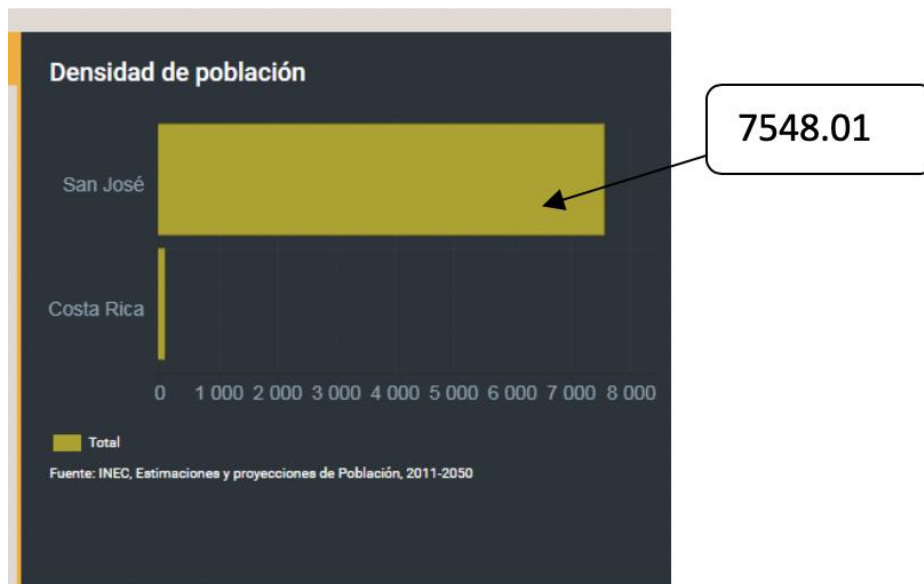 Densidad de población
7548.01
San José
Costa Rica
0 1 000 2 000 3 000 4 000 5 000 6 000 7 000 8 000
Total
Fuente: INEC, Estimaciones y proyecciones de Población, 2011-2050